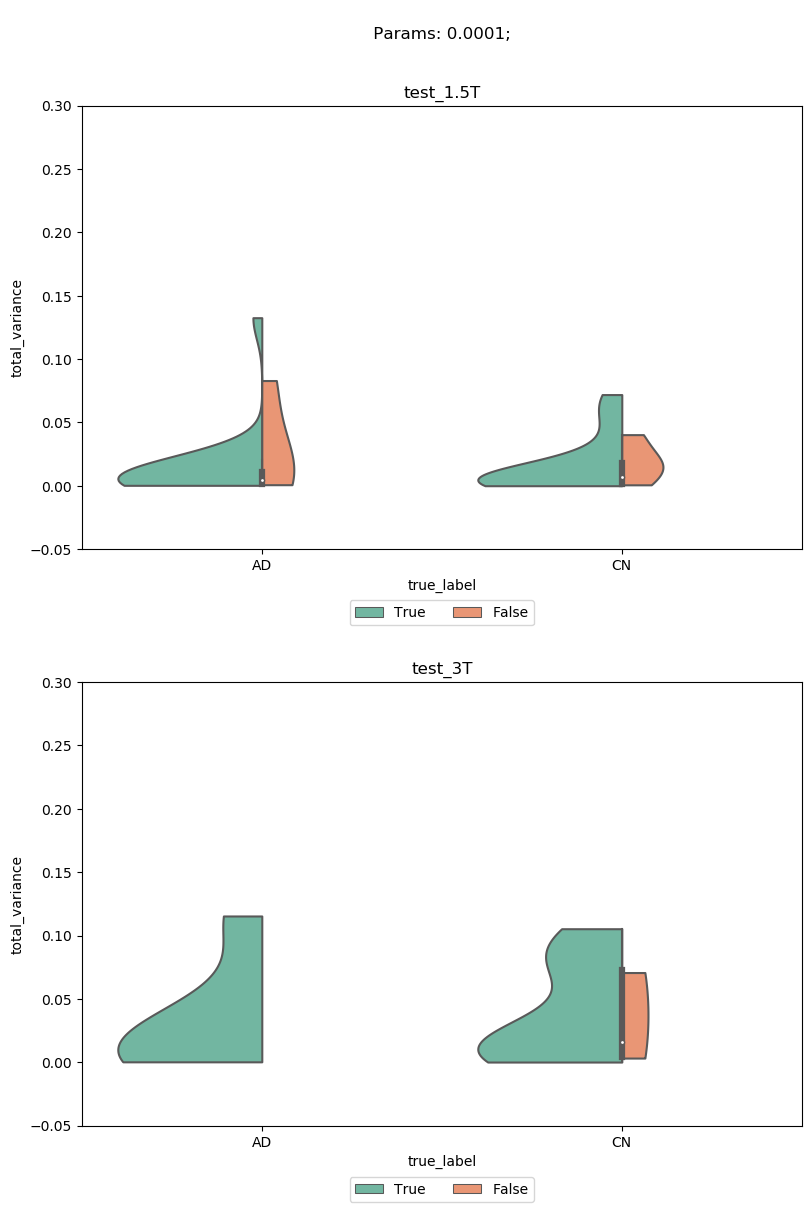 Params: 0.0001;
test_1.5T
0.30
0.25
0.20
0.15
0.10
0.05
0.00
−0.05
total_variance
AD CN
true_label
True False
test_3T
0.30
0.25
0.20
0.15
0.10
0.05
0.00
−0.05
total_variance
AD CN
true_label
True False